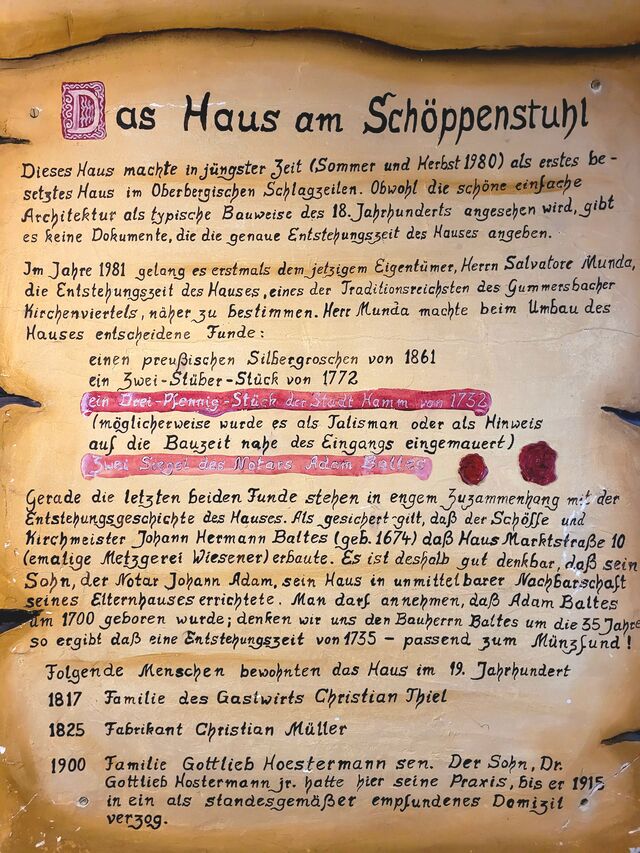 Das Haus am Schöppenstuhl
Dieses Haus machte in jüngster Zeit (Sommer und Herbst 1980) als erstes be-
setztes Haus im Oberbergischen Schlagzeilen. Obwohl die schöne einfache
Architektur als typische Bauweise des 18. Jahrhunderts angesehen wird, gibt
es keine Dokumente, die die genaue Entstehungszeit des Hauses angeben.
Im Jahre 1981 gelang es erstmals dem jetzigem Eigentümer, Herrn Salvatore Munda,
die Entstehungszeit des Hauses, eines der Traditionsreichsten des Gummersbacher
Kirchenviertels, näher zu bestimmen. Herr Munda machte beim Umbau des
Hauses entscheidene Funde:
einen preußischen Silbergroschen von 1861
ein Zwei-Stüber-Stück von 1772
ein Drei-Pfennig-Stück der Stadt Hamm von 1732
(möglicherweise wurde es als Talisman oder als Hinweis
auf die Bauzeit nahe des Eingangs eingemauert)
Zwei Siegel des Notars Adam Baltes
Gerade die letzten beiden Funde stehen in engem Zuzammenhang mit der
Entstehungsgeschichte des Hauses. Als gesichert gilt, daß der Schöffe und
Kirchmeister Johann Hermann Baltes (geb. 1674) daß Haus Marktstraße 10
(emalige Metzgerei Wiesener) erbaute. Es ist deshalb gut denkbar, daß sein
Sohn, der Notar Johann Adam, sein Haus in unmittelbarer Nachbarschaft
seines Elternhauses errichtete. Man darf annehmen, daß Adam Baltes
um 1700 geboren wurde; denken wir uns den Bauherrn Baltes um die 35 Jahre
so ergibt daß eine Entstehungszeit von 1735 – passend zum Münzfund!
Folgende Menschen bewohnten das Haus im 19. Jahrhundert
1817 Familie des Gastwirts Christian Thiel
1825 Fabrikant Christian Müller
1900 Familie Gottlieb Hoestermann sen. Der Sohn, Dr.
Gottlieb Hostermann jr. hatte hier seine Praxis, bis er 1915
in ein als standesgemäßer empfundenes Domizil
verzog.